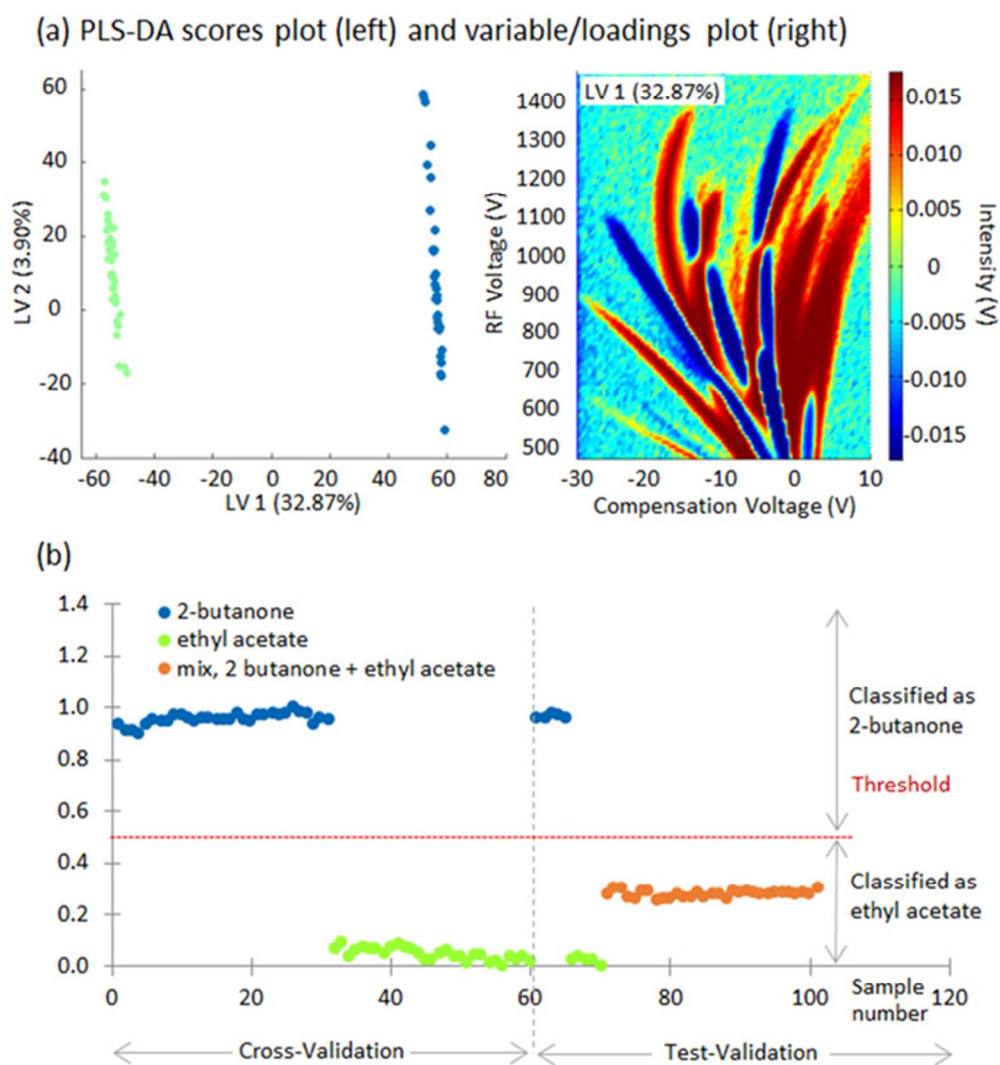 (a) PLS-DA scores plot (left) and variable/loadings plot (right)
60
40
20
0
-20
-40
LV 2 (3.90%)
-60 -40 -20 0 20 40 60 80
LV 1 (32.87%)
LV 1 (32.87%)
1400
1300
1200
1100
1000
900
800
700
600
500
RF Voltage (V)
-30 -20 -10 0 10
Compensation Voltage (V)
0.015
0.010
0.005
0
-0.005
-0.010
-0.015
Intensity (V)
(b)
1.4
1.2
1.0
0.8
0.6
0.4
0.2
0.0
2-butanone
ethyl acetate
mix, 2 butanone + ethyl acetate
Classified as
2-butanone
Threshold
Classified as
ethyl acetate
0 20 40 60 80 100 120
Sample
number
Cross-Validation
Test-Validation